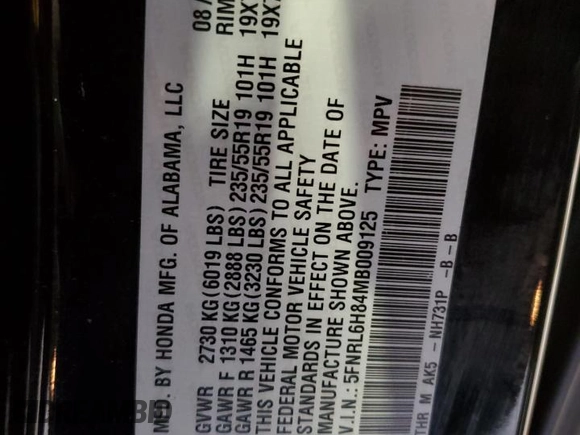 MFD. BY HONDA MFG. OF ALABAMA, LLC 08/
GVWR 2730 KG (6019 LBS) TIRE SIZE RIM
GAWR F 1310 KG (2888 LBS) 235/55R19 101H 19X7
GAWR R 1465 KG (3230 LBS) 235/55R19 101H 19X7
THIS VEHICLE CONFORMS TO ALL APPLICABLE
FEDERAL MOTOR VEHICLE SAFETY
STANDARDS IN EFFECT ON THE DATE OF
MANUFACTURE SHOWN ABOVE.
V.I.N.: 5FNRL6H84MB009125 TYPE: MPV
THR M AK5 -NH731P -B-B